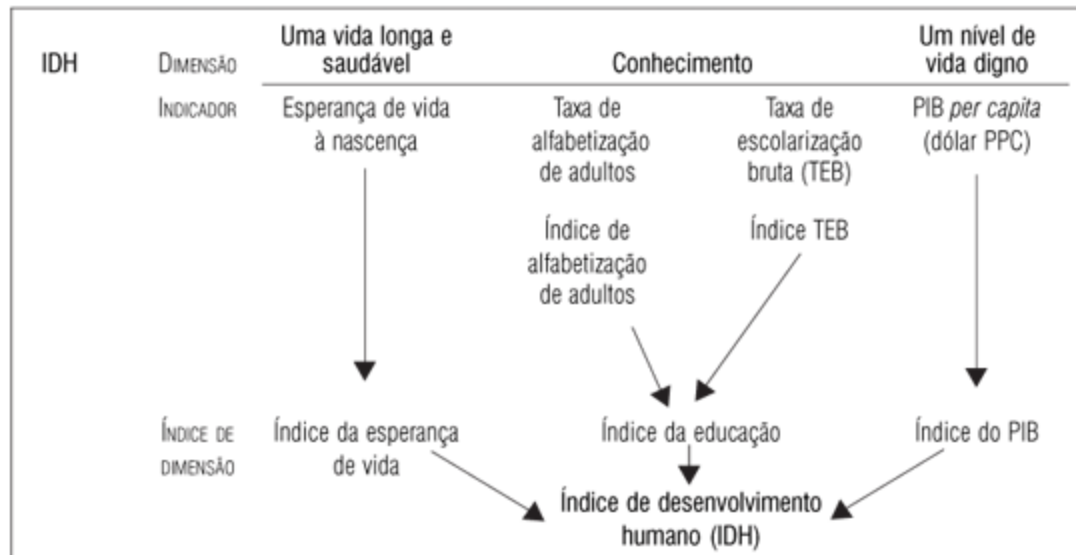 IDH
DIMENSÃO
Uma vida longa e
saudável
Conhecimento
Um nível de
vida digno
INDICADOR
Esperança de vida
à nascença
Taxa de
alfabetização
de adultos
Taxa de
escolarização
bruta (TEB)
PIB per capita
(dólar PPC)
Índice de
alfabetização
de adultos
Índice TEB
ÍNDICE DE
DIMENSÃO
Índice da esperança
de vida
Índice da educação
Índice do PIB
Índice de desenvolvimento
humano (IDH)